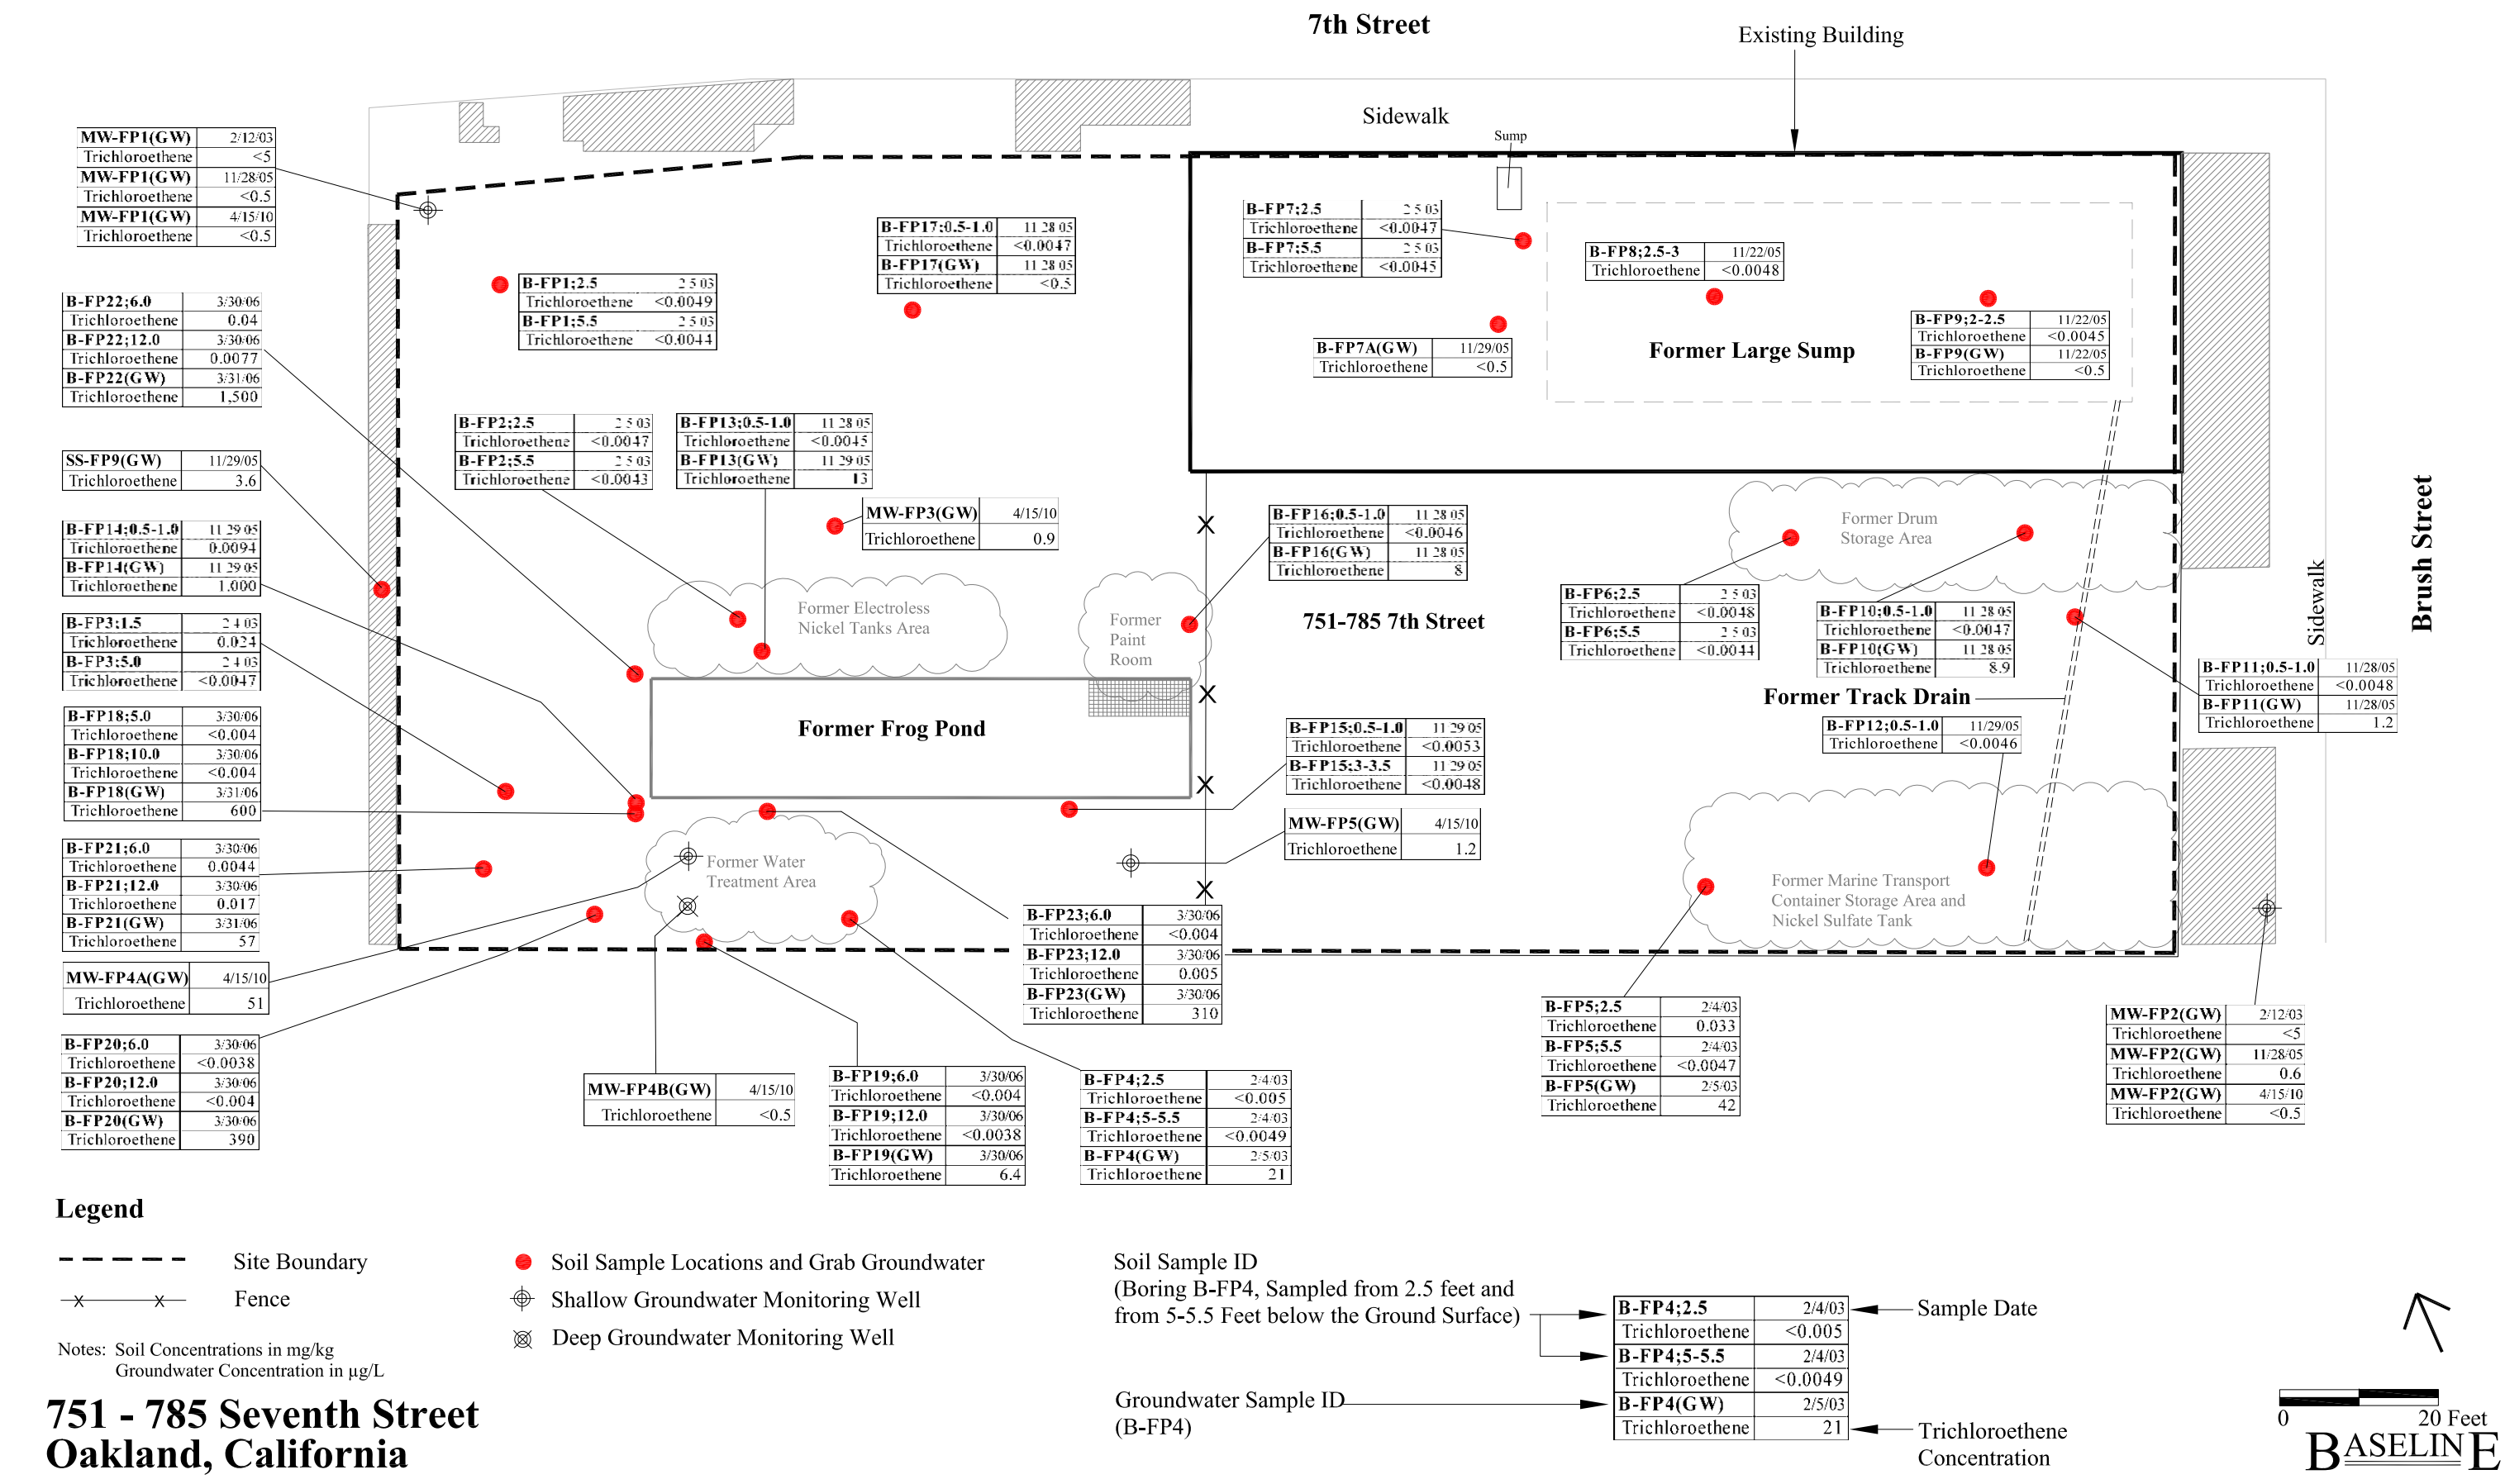 7th Street
Existing Building
Sidewalk
Sump
MW-FP1(GW) 2/12/03
Trichloroethene <5
MW-FP1(GW) 11/28/05
Trichloroethene <0.5
MW-FP1(GW) 4/15/10
Trichloroethene <0.5
B-FP17;0.5-1.0 11 28 05
Trichloroethene <0.0047
B-FP17(GW) 11 28 05
Trichloroethene <0.5
B-FP7;2.5 2 5 03
Trichloroethene <0.0047
B-FP7;5.5 2 5 03
Trichloroethene <0.0045
B-FP8;2.5-3 11/22/05
Trichloroethene <0.0048
B-FP1;2.5 2 5 03
Trichloroethene <0.0049
B-FP1;5.5 2 5 03
Trichloroethene <0.0044
B-FP22;6.0 3/30/06
Trichloroethene 0.04
B-FP22;12.0 3/30/06
Trichloroethene 0.0077
B-FP22(GW) 3/31/06
Trichloroethene 1,500
B-FP7A(GW) 11/29/05
Trichloroethene <0.5
Former Large Sump
B-FP9;2-2.5 11/22/05
Trichloroethene <0.0045
B-FP9(GW) 11/22/05
Trichloroethene <0.5
B-FP2;2.5 2 5 03
Trichloroethene <0.0047
B-FP2;5.5 2 5 03
Trichloroethene <0.0043
B-FP13;0.5-1.0 11 28 05
Trichloroethene <0.0045
B-FP13(GW) 11 29 05
Trichloroethene 13
SS-FP9(GW) 11/29/05
Trichloroethene 3.6
MW-FP3(GW) 4/15/10
Trichloroethene 0.9
B-FP16;0.5-1.0 11 28 05
Trichloroethene <0.0046
B-FP16(GW) 11 28 05
Trichloroethene 8
Former Drum
Storage Area
Brush Street
Sidewalk
B-FP14;0.5-1.0 11 29 05
Trichloroethene 0.0094
B-FP14(GW) 11 29 05
Trichloroethene 1.000
Former Electroless
Nickel Tanks Area
Former
Paint
Room
751-785 7th Street
B-FP6;2.5 2 5 03
Trichloroethene <0.0048
B-FP6;5.5 2 5 03
Trichloroethene <0.0044
B-FP10;0.5-1.0 11 28 05
Trichloroethene <0.0047
B-FP10(GW) 11 28 05
Trichloroethene 8.9
B-FP3;1.5 2 4 03
Trichloroethene 0.024
B-FP3;5.0 2 4 03
Trichloroethene <0.0047
B-FP11;0.5-1.0 11/28/05
Trichloroethene <0.0048
B-FP11(GW) 11/28/05
Trichloroethene 1.2
Former Track Drain
B-FP18;5.0 3/30/06
Trichloroethene <0.004
B-FP18;10.0 3/30/06
Trichloroethene <0.004
B-FP18(GW) 3/31/06
Trichloroethene 600
Former Frog Pond
B-FP15;0.5-1.0 11 29 05
Trichloroethene <0.0053
B-FP15;3-3.5 11 29 05
Trichloroethene <0.0048
B-FP12;0.5-1.0 11/29/05
Trichloroethene <0.0046
MW-FP5(GW) 4/15/10
Trichloroethene 1.2
B-FP21;6.0 3/30/06
Trichloroethene 0.0044
B-FP21;12.0 3/30/06
Trichloroethene 0.017
B-FP21(GW) 3/31/06
Trichloroethene 57
Former Water
Treatment Area
Former Marine Transport
Container Storage Area and
Nickel Sulfate Tank
B-FP23;6.0 3/30/06
Trichloroethene <0.004
B-FP23;12.0 3/30/06
Trichloroethene 0.005
B-FP23(GW) 3/30/06
Trichloroethene 310
MW-FP4A(GW) 4/15/10
Trichloroethene 51
B-FP20;6.0 3/30/06
Trichloroethene <0.0038
B-FP20;12.0 3/30/06
Trichloroethene <0.004
B-FP20(GW) 3/30/06
Trichloroethene 390
MW-FP4B(GW) 4/15/10
Trichloroethene <0.5
B-FP19;6.0 3/30/06
Trichloroethene <0.004
B-FP19;12.0 3/30/06
Trichloroethene <0.0038
B-FP19(GW) 3/30/06
Trichloroethene 6.4
B-FP4;2.5 2/4/03
Trichloroethene <0.005
B-FP4;5-5.5 2/4/03
Trichloroethene <0.0049
B-FP4(GW) 2/5/03
Trichloroethene 21
B-FP5;2.5 2/4/03
Trichloroethene 0.033
B-FP5;5.5 2/4/03
Trichloroethene <0.0047
B-FP5(GW) 2/5/03
Trichloroethene 42
MW-FP2(GW) 2/12/03
Trichloroethene <5
MW-FP2(GW) 11/28/05
Trichloroethene 0.6
MW-FP2(GW) 4/15/10
Trichloroethene <0.5
Legend
Site Boundary
x x Fence
Soil Sample Locations and Grab Groundwater
Shallow Groundwater Monitoring Well
Deep Groundwater Monitoring Well
Notes: Soil Concentrations in mg/kg
Groundwater Concentration in µg/L
Soil Sample ID
(Boring B-FP4, Sampled from 2.5 feet and
from 5-5.5 Feet below the Ground Surface)
Groundwater Sample ID
(B-FP4)
B-FP4;2.5 2/4/03
Trichloroethene <0.005
B-FP4;5-5.5 2/4/03
Trichloroethene <0.0049
B-FP4(GW) 2/5/03
Trichloroethene 21
Sample Date
Trichloroethene
Concentration
0 20 Feet
BASELINE
751 - 785 Seventh Street
Oakland, California